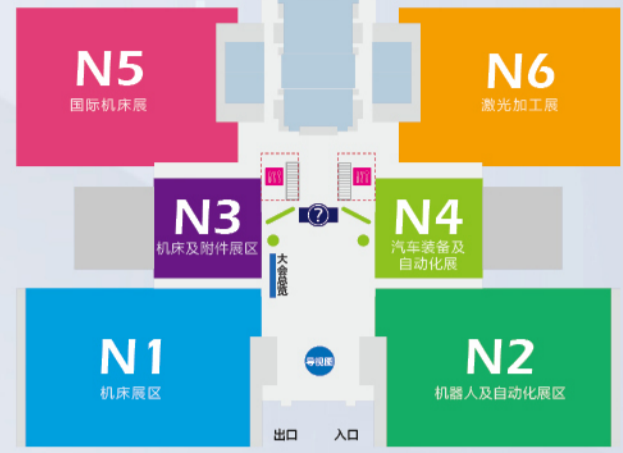 N5
国际机床展
N6
激光加工展
N3
机床及附件展区
?
N4
汽车装备及
自动化展
大会总览
N1
机床展区
导视图
N2
机器人及自动化展区
出口
入口